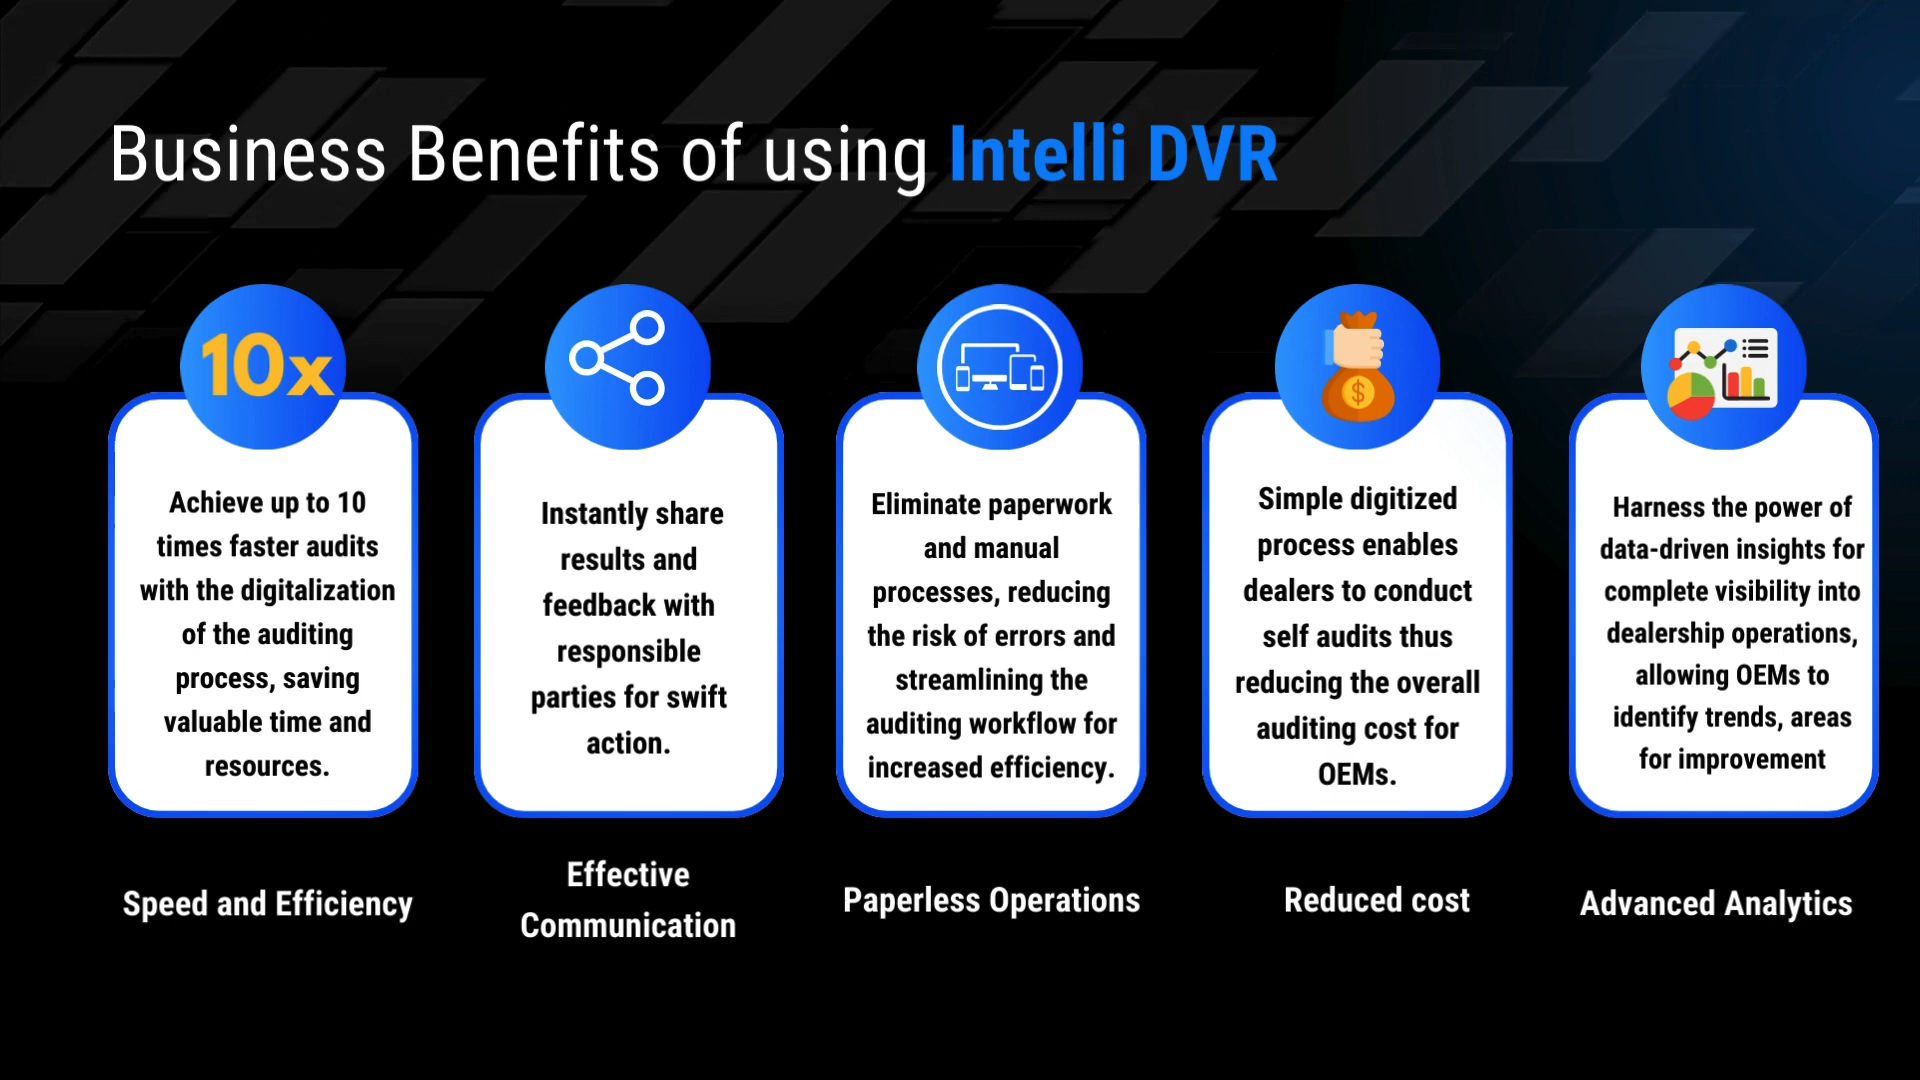 Business Benefits of using Intelli DVR
10x
Achieve up to 10
times faster audits
with the digitalization
of the auditing
process, saving
valuable time and
resources.
Speed and Efficiency
Instantly share
results and
feedback with
responsible
parties for swift
action.
Effective
Communication
Eliminate paperwork
and manual
processes, reducing
the risk of errors and
streamlining the
auditing workflow for
increased efficiency.
Paperless Operations
$
Simple digitized
process enables
dealers to conduct
self audits thus
reducing the overall
auditing cost for
OEMs.
Reduced cost
Harness the power of
data-driven insights for
complete visibility into
dealership operations,
allowing OEMs to
identify trends, areas
for improvement
Advanced Analytics